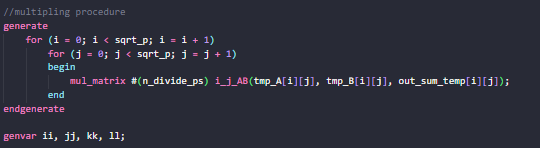 //multipling procedure
generate
    for (i = 0; i < sqrt_p; i = i + 1)
        for (j = 0; j < sqrt_p; j = j + 1)
        begin
            mul_matrix #(n_divide_ps) i_j_AB(tmp_A[i][j], tmp_B[i][j], out_sum_temp[i][j]);
        end
endgenerate

genvar ii, jj, kk, ll;